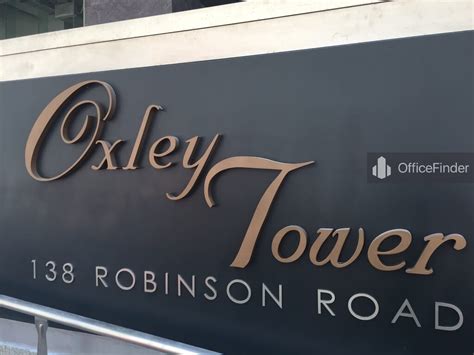 Oxley
Tower
138 ROBINSON ROAD
OfficeFinder